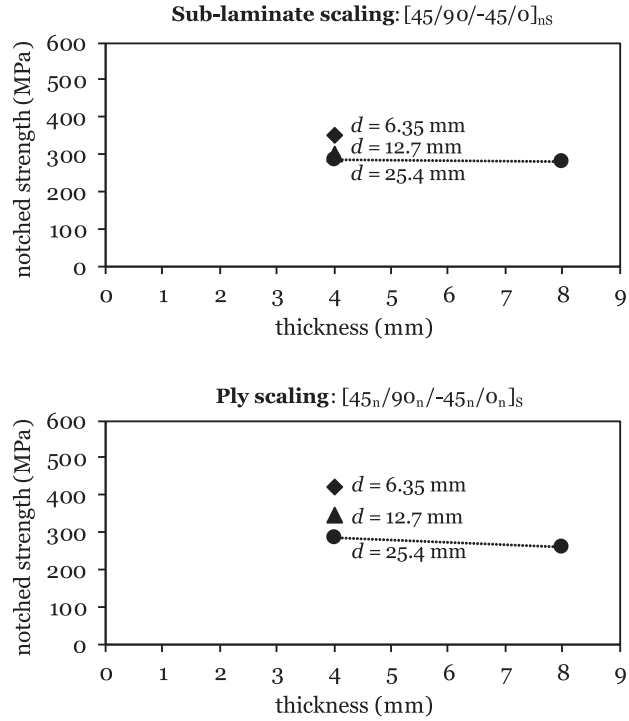 Sub-laminate scaling: [45/90/-45/0]nS
notched strength (MPa)
600
500
400
300
200
100
0
d = 6.35 mm
d = 12.7 mm
d = 25.4 mm
0 1 2 3 4 5 6 7 8 9
thickness (mm)
Ply scaling: [45n/90n/-45n/0n]S
notched strength (MPa)
600
500
400
300
200
100
0
d = 6.35 mm
d = 12.7 mm
d = 25.4 mm
0 1 2 3 4 5 6 7 8 9
thickness (mm)